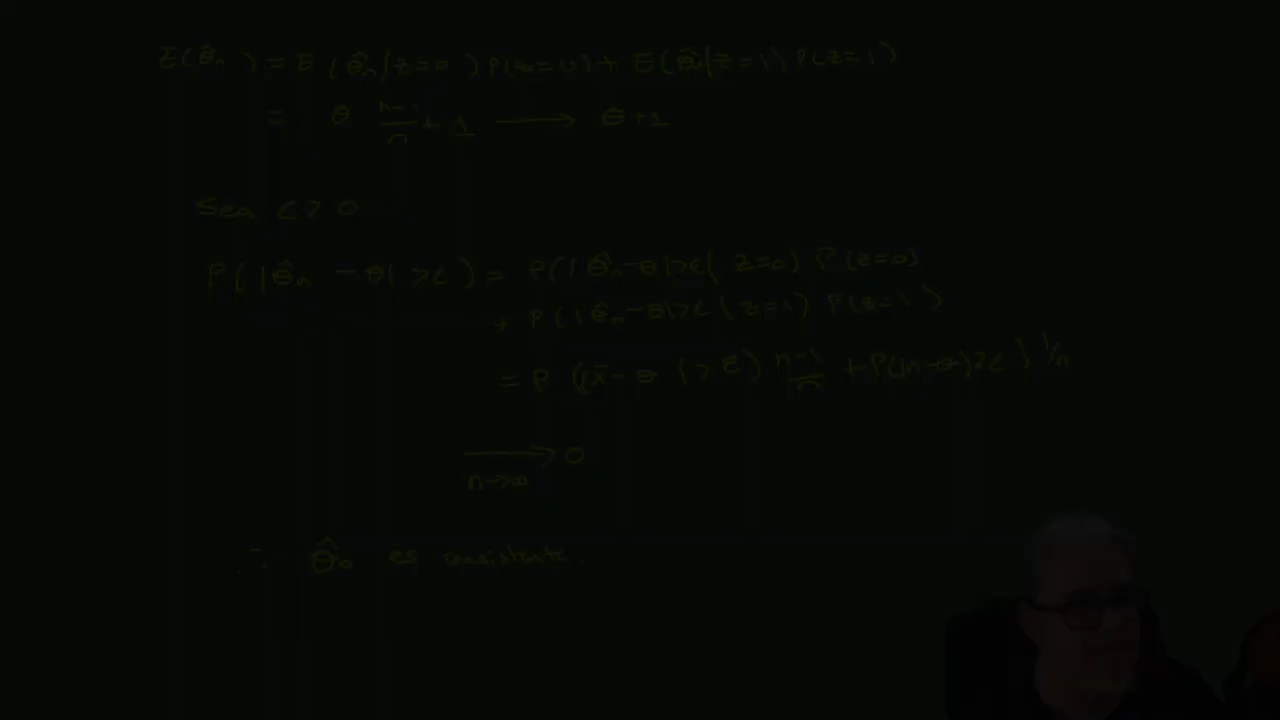 E(θ̂n) = E(θ̂n/z=0) P(z=0) + E(θ̂n/z=1) P(z=1)
= θ (n-1)/n + 1 ⟶ θ+1
Sea ε > 0
P(|θ̂n - θ| > ε) = P(|θ̂n - θ| > ε | z=0) P(z=0)
+ P(|θ̂n - θ| > ε | z=1) P(z=1)
= P(|x̄ - θ| > ε) (n-1)/n + P(|n - θ| > ε) 1/n
⟶ 0
n→∞
∴ θ̂n es consistente.